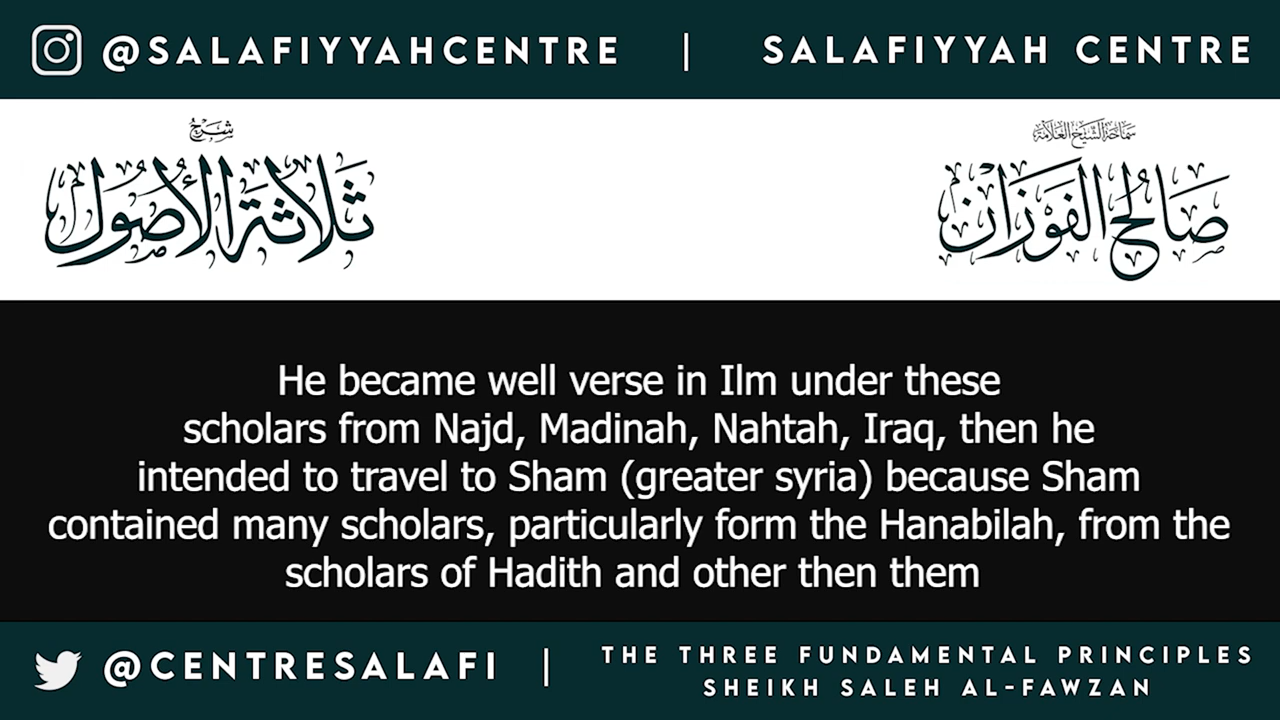 @SALAFIYYAHCENTRE | SALAFIYYAH CENTRE
شرح
ثلاثة الأصول
سماحة الشيخ العلامة
صالح الفوزان
He became well verse in Ilm under these
scholars from Najd, Madinah, Nahtah, Iraq, then he
intended to travel to Sham (greater syria) because Sham
contained many scholars, particularly form the Hanabilah, from the
scholars of Hadith and other then them
@CENTRESALAFI | THE THREE FUNDAMENTAL PRINCIPLES
SHEIKH SALEH AL-FAWZAN